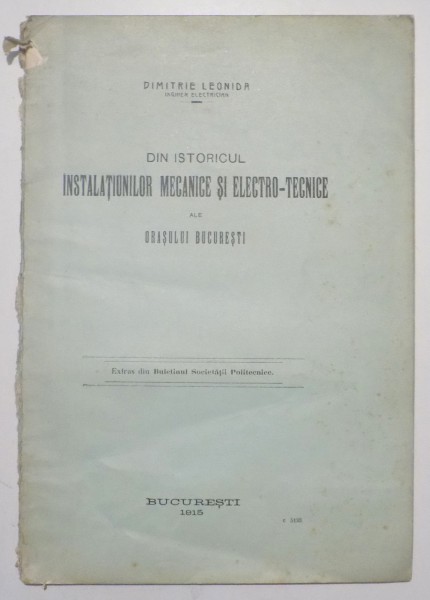 DIMITRIE LEONIDA
INGINER ELECTRICIAN
DIN ISTORICUL
INSTALAȚIUNILOR MECANICE ȘI ELECTRO-TECNICE
ALE
ORAȘULUI BUCUREȘTI
Extras din Buletinul Societății Politecnice.
BUCUREȘTI
1915